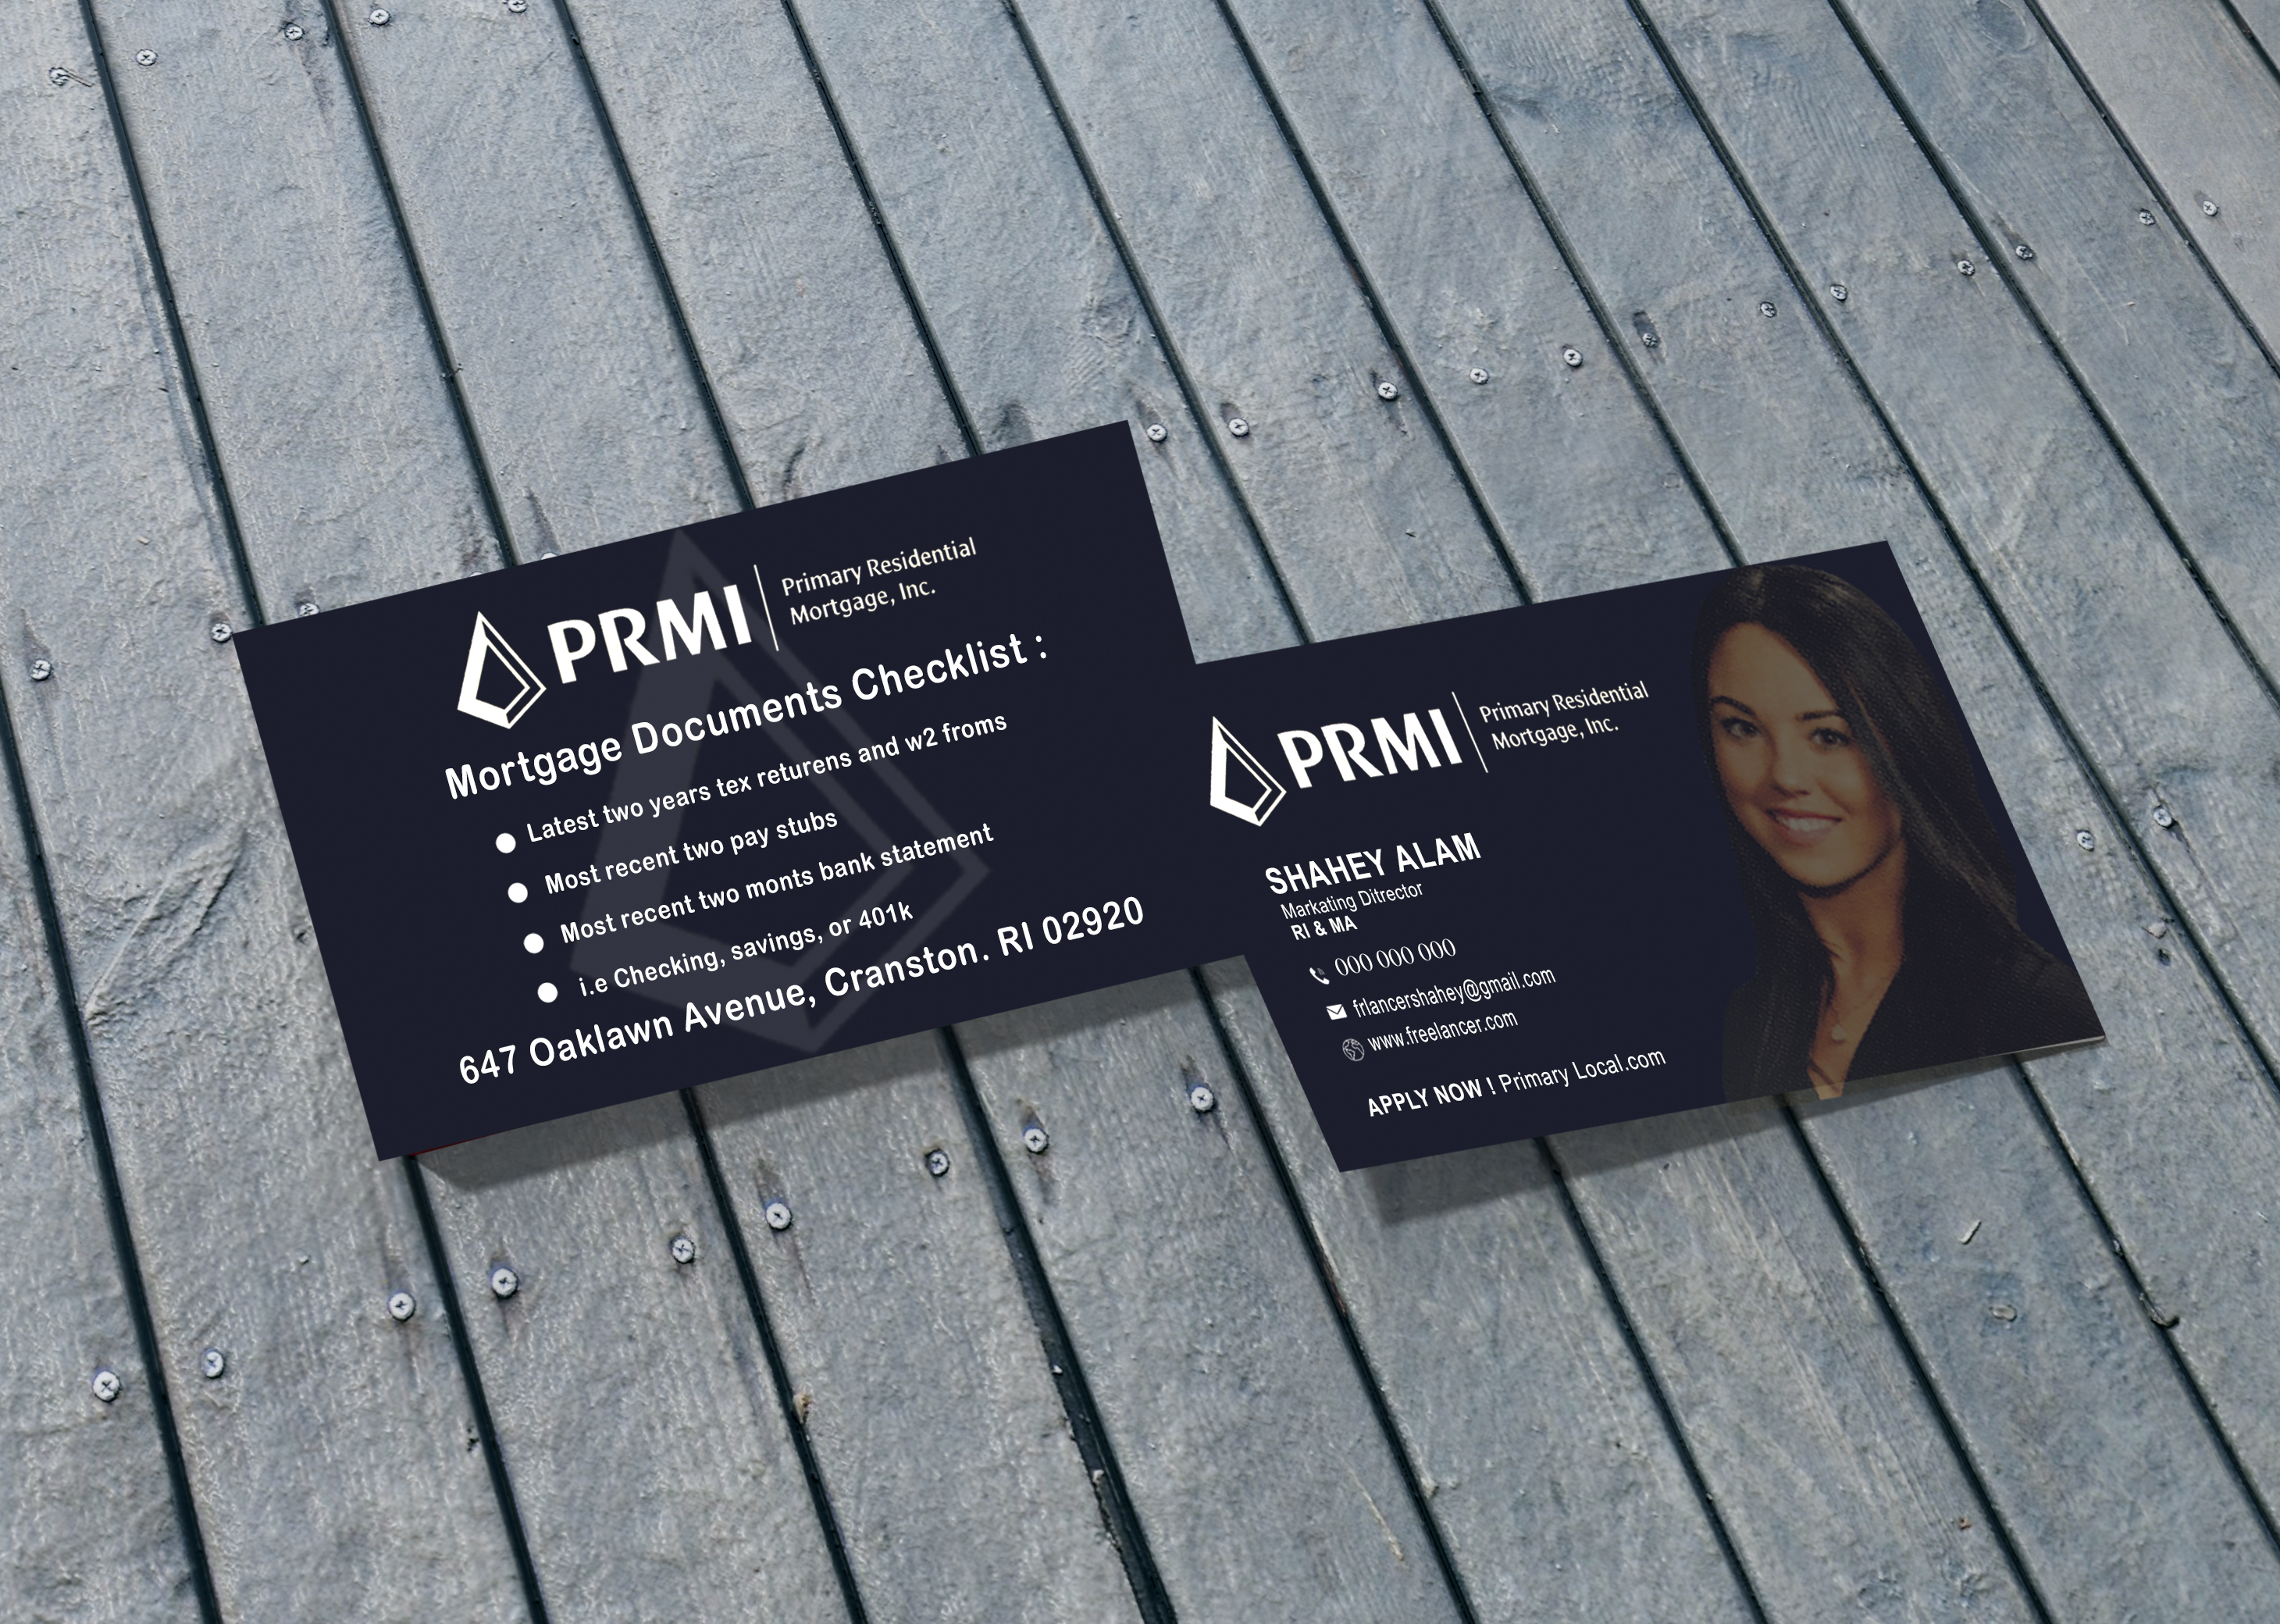 PRMI
Primary Residential
Mortgage, Inc.
Mortgage Documents Checklist :
Latest two years tex returens and w2 froms
Most recent two pay stubs
Most recent two monts bank statement
i.e Checking, savings, or 401k
647 Oaklawn Avenue, Cranston. RI 02920
PRMI
Primary Residential
Mortgage, Inc.
SHAHEY ALAM
Markating Ditrector
RI & MA
000 000 000
frlancershahey@gmail.com
www.freelancer.com
APPLY NOW ! Primary Local.com